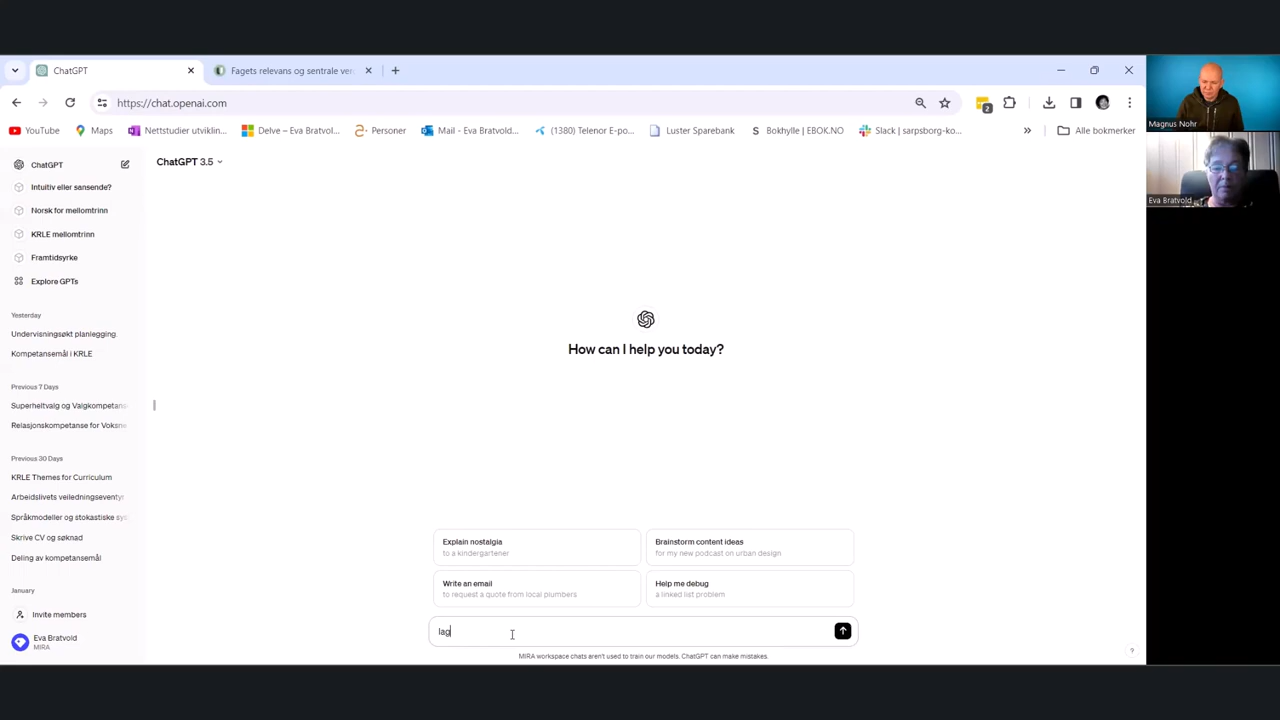 ChatGPT
Fagets relevans og sentrale ver
https://chat.openai.com
YouTube
Maps
Nettstudier utviklin...
Delve – Eva Bratvol...
Personer
Mail - Eva Bratvold...
(1380) Telenor E-po...
Luster Sparebank
Bokhylle | EBOK.NO
Slack | sarpsborg-ko...
»
Alle bokmerker
2
Magnus Nohr
Eva Bratvold
ChatGPT
ChatGPT 3.5
Intuitiv eller sansende?
Norsk for mellomtrinn
KRLE mellomtrinn
Framtidsyrke
Explore GPTs
Yesterday
Undervisningsøkt planlegging.
Kompetansemål i KRLE
Previous 7 Days
Superheltvalg og Valgkompetans
Relasjonskompetanse for Voksne
Previous 30 Days
KRLE Themes for Curriculum
Arbeidslivets veiledningseventyr
Språkmodeller og stokastiske sys
Skrive CV og søknad
Deling av kompetansemål
January
Invite members
Eva Bratvold
MIRA
How can I help you today?
Explain nostalgia
to a kindergartener
Brainstorm content ideas
for my new podcast on urban design
Write an email
to request a quote from local plumbers
Help me debug
a linked list problem
lag
MIRA workspace chats aren't used to train our models. ChatGPT can make mistakes.
?